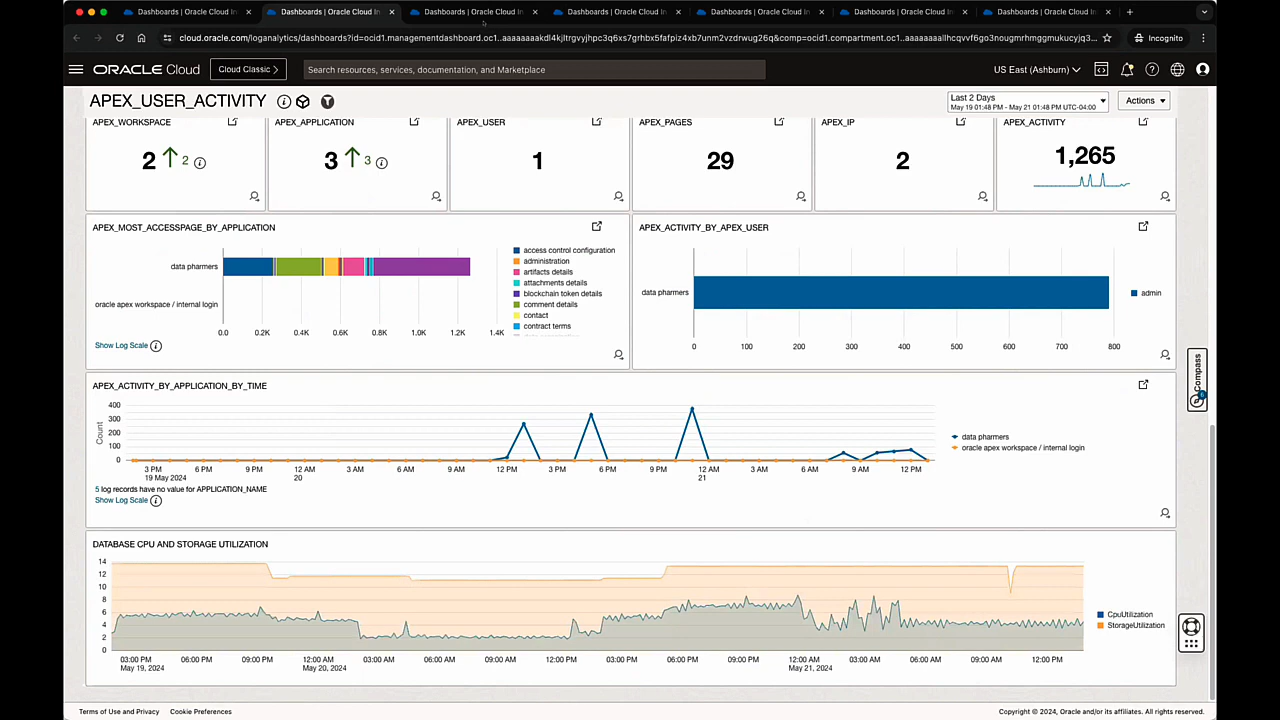 Dashboards | Oracle Cloud In
Dashboards | Oracle Cloud In
Dashboards | Oracle Cloud In
Dashboards | Oracle Cloud In
Dashboards | Oracle Cloud In
Dashboards | Oracle Cloud In
Dashboards | Oracle Cloud In
Incognito
ORACLE Cloud
Cloud Classic >
Search resources, services, documentation, and Marketplace
US East (Ashburn)
APEX_USER_ACTIVITY
Last 2 Days
May 19 01:48 PM - May 21 01:48 PM UTC-04:00
Actions
APEX_WORKSPACE
APEX_APPLICATION
APEX_USER
APEX_PAGES
APEX_IP
APEX_ACTIVITY
2 2
3 3
1
29
2
1,265
APEX_MOST_ACCESSPAGE_BY_APPLICATION
data pharmers
oracle apex workspace / internal login
0.0 0.2K 0.4K 0.6K 0.8K 1.0K 1.2K 1.4K
access control configuration
administration
artifacts details
attachments details
blockchain token details
comment details
contact
contract terms
Show Log Scale
APEX_ACTIVITY_BY_APEX_USER
data pharmers
0 100 200 300 400 500 600 700 800
admin
Compass
APEX_ACTIVITY_BY_APPLICATION_BY_TIME
Count
400
300
200
100
0
3 PM 6 PM 9 PM 12 AM 3 AM 6 AM 9 AM 12 PM 3 PM 6 PM 9 PM 12 AM 3 AM 6 AM 9 AM 12 PM
19 May 2024 20 21
data pharmers
oracle apex workspace / internal login
5 log records have no value for APPLICATION_NAME
Show Log Scale
DATABASE CPU AND STORAGE UTILIZATION
14
12
10
8
6
4
2
0
03:00 PM 06:00 PM 09:00 PM 12:00 AM 03:00 AM 06:00 AM 09:00 AM 12:00 PM 03:00 PM 06:00 PM 09:00 PM 12:00 AM 03:00 AM 06:00 AM 09:00 AM 12:00 PM
May 19, 2024 May 20, 2024 May 21, 2024
CpuUtilization
StorageUtilization
Terms of Use and Privacy
Cookie Preferences
Copyright © 2024, Oracle and/or its affiliates. All rights reserved.